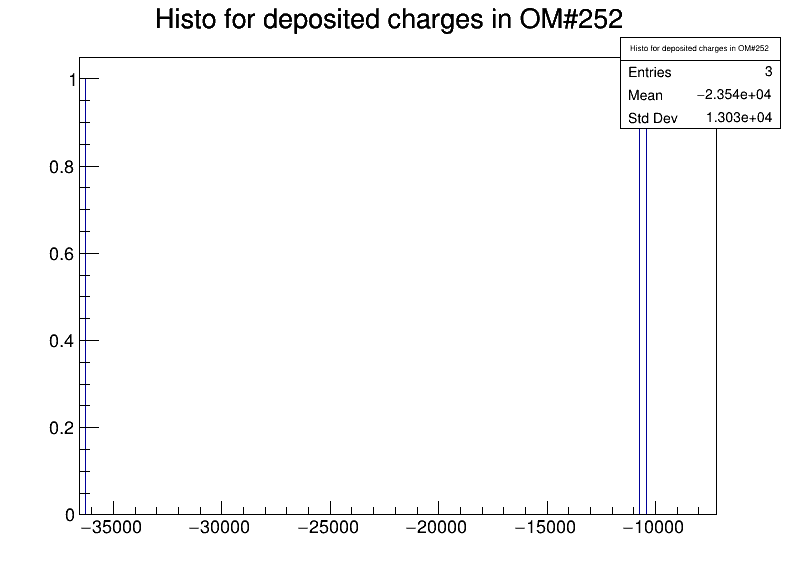 Histo for deposited charges in OM#252
Histo for deposited charges in OM#252
Entries 3
Mean −2.354e+04
Std Dev 1.303e+04
1
0.8
0.6
0.4
0.2
0
−35000 −30000 −25000 −20000 −15000 −10000